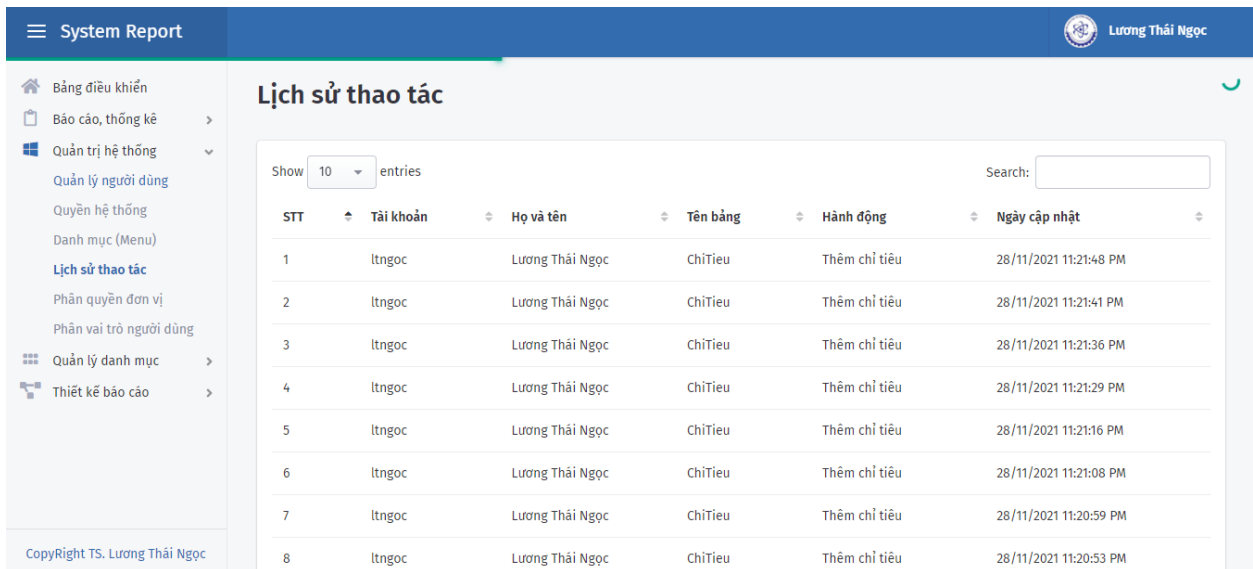 System Report
Lương Thái Ngọc
Bảng điều khiển
Báo cáo, thống kê
Quản trị hệ thống
Quản lý người dùng
Quyền hệ thống
Danh mục (Menu)
Lịch sử thao tác
Phân quyền đơn vị
Phân vai trò người dùng
Quản lý danh mục
Thiết kế báo cáo
CopyRight TS. Lương Thái Ngọc
Lịch sử thao tác
Show 10 entries Search:
STT Tài khoản Họ và tên Tên bảng Hành động Ngày cập nhật
1 ltngoc Lương Thái Ngọc ChiTieu Thêm chỉ tiêu 28/11/2021 11:21:48 PM
2 ltngoc Lương Thái Ngọc ChiTieu Thêm chỉ tiêu 28/11/2021 11:21:41 PM
3 ltngoc Lương Thái Ngọc ChiTieu Thêm chỉ tiêu 28/11/2021 11:21:36 PM
4 ltngoc Lương Thái Ngọc ChiTieu Thêm chỉ tiêu 28/11/2021 11:21:29 PM
5 ltngoc Lương Thái Ngọc ChiTieu Thêm chỉ tiêu 28/11/2021 11:21:16 PM
6 ltngoc Lương Thái Ngọc ChiTieu Thêm chỉ tiêu 28/11/2021 11:21:08 PM
7 ltngoc Lương Thái Ngọc ChiTieu Thêm chỉ tiêu 28/11/2021 11:20:59 PM
8 ltngoc Lương Thái Ngọc ChiTieu Thêm chỉ tiêu 28/11/2021 11:20:53 PM